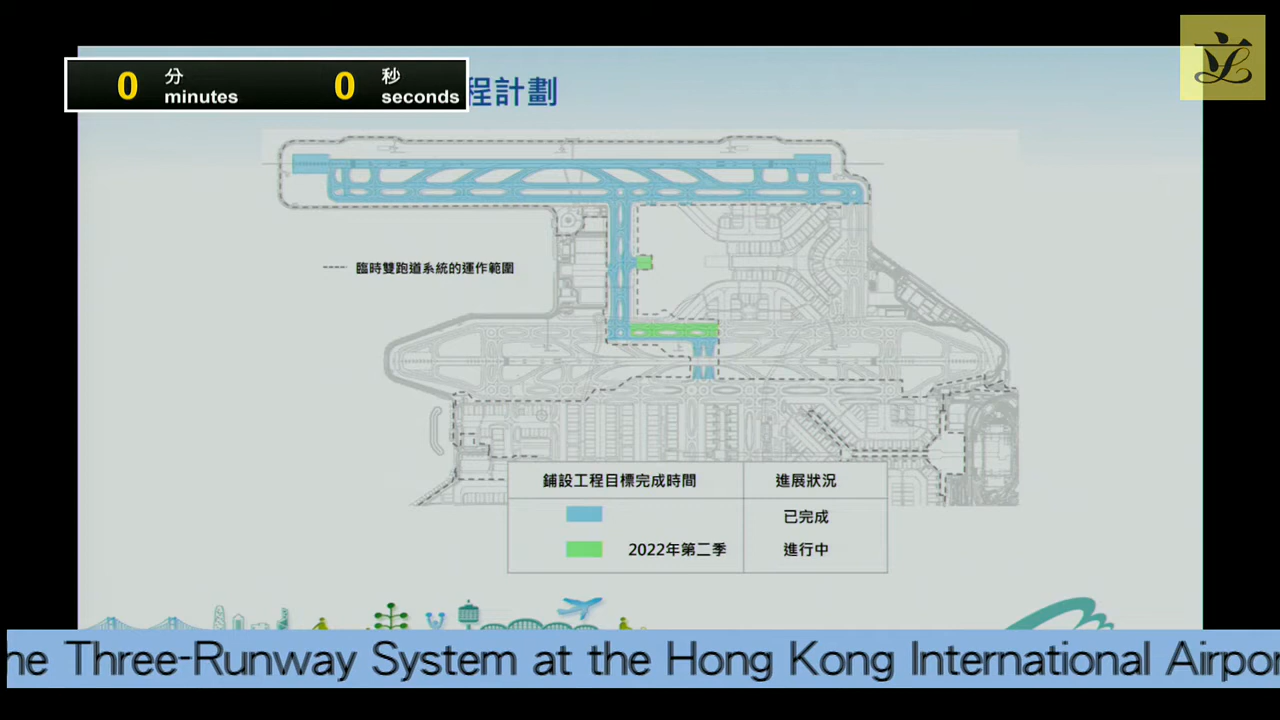 0 分 minutes 0 秒 seconds
程計劃
臨時雙跑道系統的運作範圍
鋪設工程目標完成時間 進展狀況
已完成
2022年第二季 進行中
he Three-Runway System at the Hong Kong International Airpor